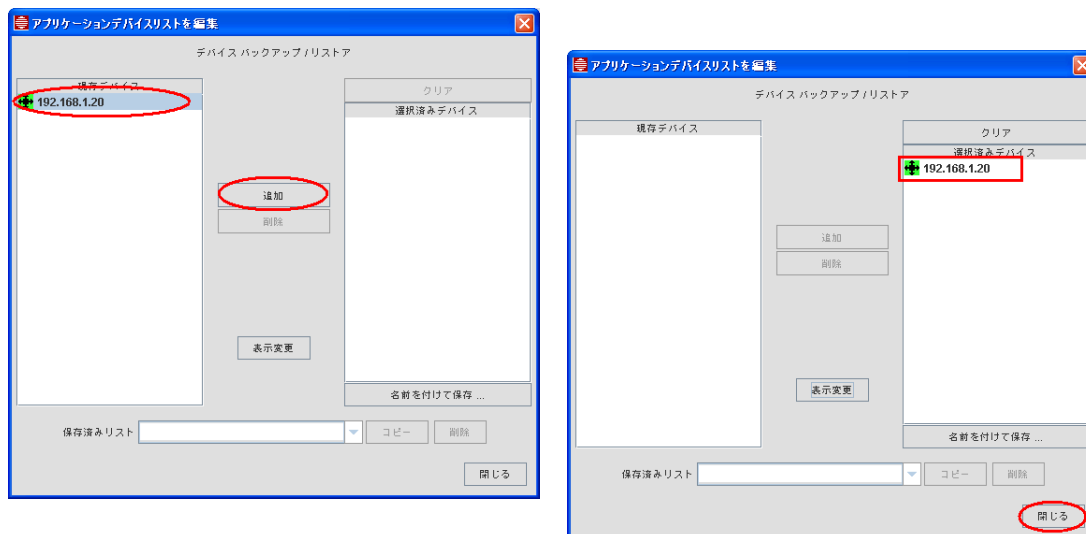 アプリケーションデバイスリストを編集
デバイス バックアップ / リストア
現存デバイス
192.168.1.20
クリア
選択済みデバイス
追加
削除
表示変更
名前を付けて保存 ...
保存済みリスト
コピー
削除
閉じる
アプリケーションデバイスリストを編集
デバイス バックアップ / リストア
現存デバイス
クリア
選択済みデバイス
192.168.1.20
追加
削除
表示変更
名前を付けて保存 ...
保存済みリスト
コピー
削除
閉じる